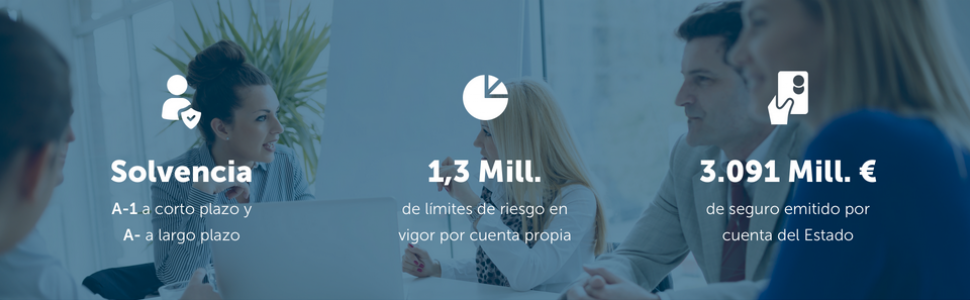 Solvencia
A-1 a corto plazo y
A- a largo plazo
1,3 Mill.
de límites de riesgo en
vigor por cuenta propia
3.091 Mill. €
de seguro emitido por
cuenta del Estado